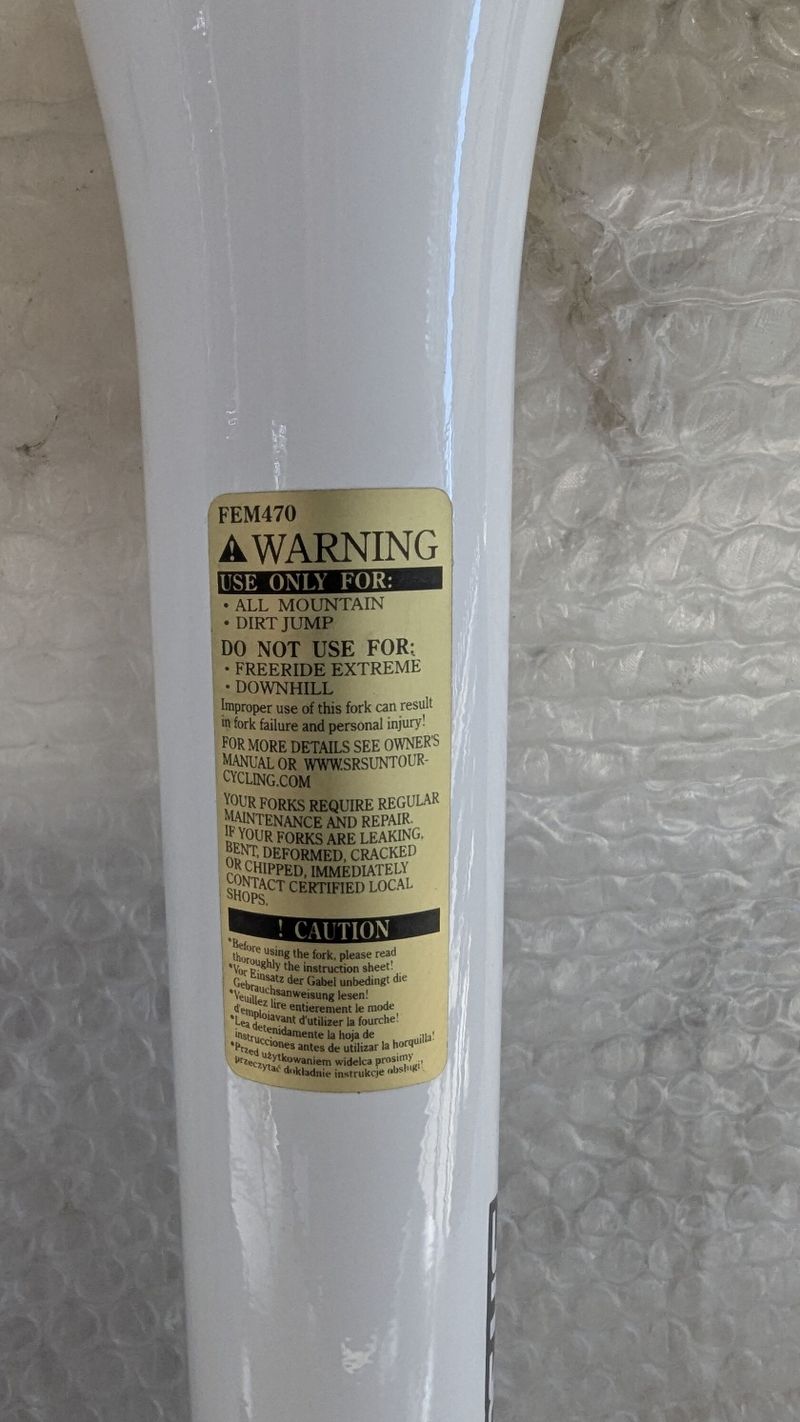 FEM470
WARNING
USE ONLY FOR:
• ALL MOUNTAIN
• DIRT JUMP
DO NOT USE FOR:
• FREERIDE EXTREME
• DOWNHILL
Improper use of this fork can result
in fork failure and personal injury!
FOR MORE DETAILS SEE OWNER'S
MANUAL OR WWW.SRSUNTOUR-
CYCLING.COM
YOUR FORKS REQUIRE REGULAR
MAINTENANCE AND REPAIR.
IF YOUR FORKS ARE LEAKING,
BENT, DEFORMED, CRACKED
OR CHIPPED, IMMEDIATELY
CONTACT CERTIFIED LOCAL
SHOPS.
! CAUTION
*Before using the fork, please read
thoroughly the instruction sheet!
*Vor Einsatz der Gabel unbedingt die
Gebrauchsanweisung lesen!
*Veuillez lire entierement le mode
d'emploiavant d'utilizer la fourche!
*Lea detenidamente la hoja de
instrucciones antes de utilizar la horquilla!
*Przed użytkowaniem widelca prosimy
przeczytać dokładnie instrukcje obsługi!